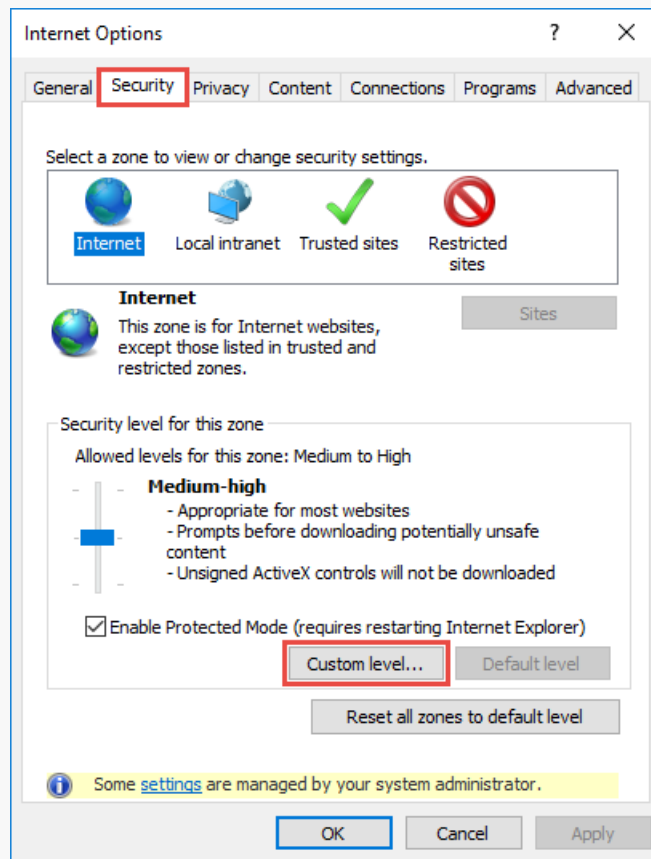 Internet Options
?
General Security Privacy Content Connections Programs Advanced
Select a zone to view or change security settings.
Internet Local intranet Trusted sites Restricted
sites
Internet
Sites
This zone is for Internet websites,
except those listed in trusted and
restricted zones.
Security level for this zone
Allowed levels for this zone: Medium to High
Medium-high
- Appropriate for most websites
- Prompts before downloading potentially unsafe
content
- Unsigned ActiveX controls will not be downloaded
Enable Protected Mode (requires restarting Internet Explorer)
Custom level... Default level
Reset all zones to default level
Some settings are managed by your system administrator.
OK Cancel Apply